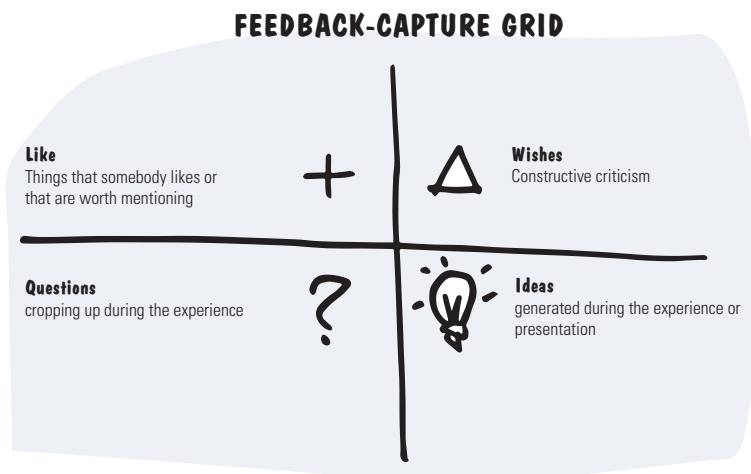 FEEDBACK-CAPTURE GRID
Like
Things that somebody likes or
that are worth mentioning
Wishes
Constructive criticism
Questions
cropping up during the experience
?
Ideas
generated during the experience or
presentation